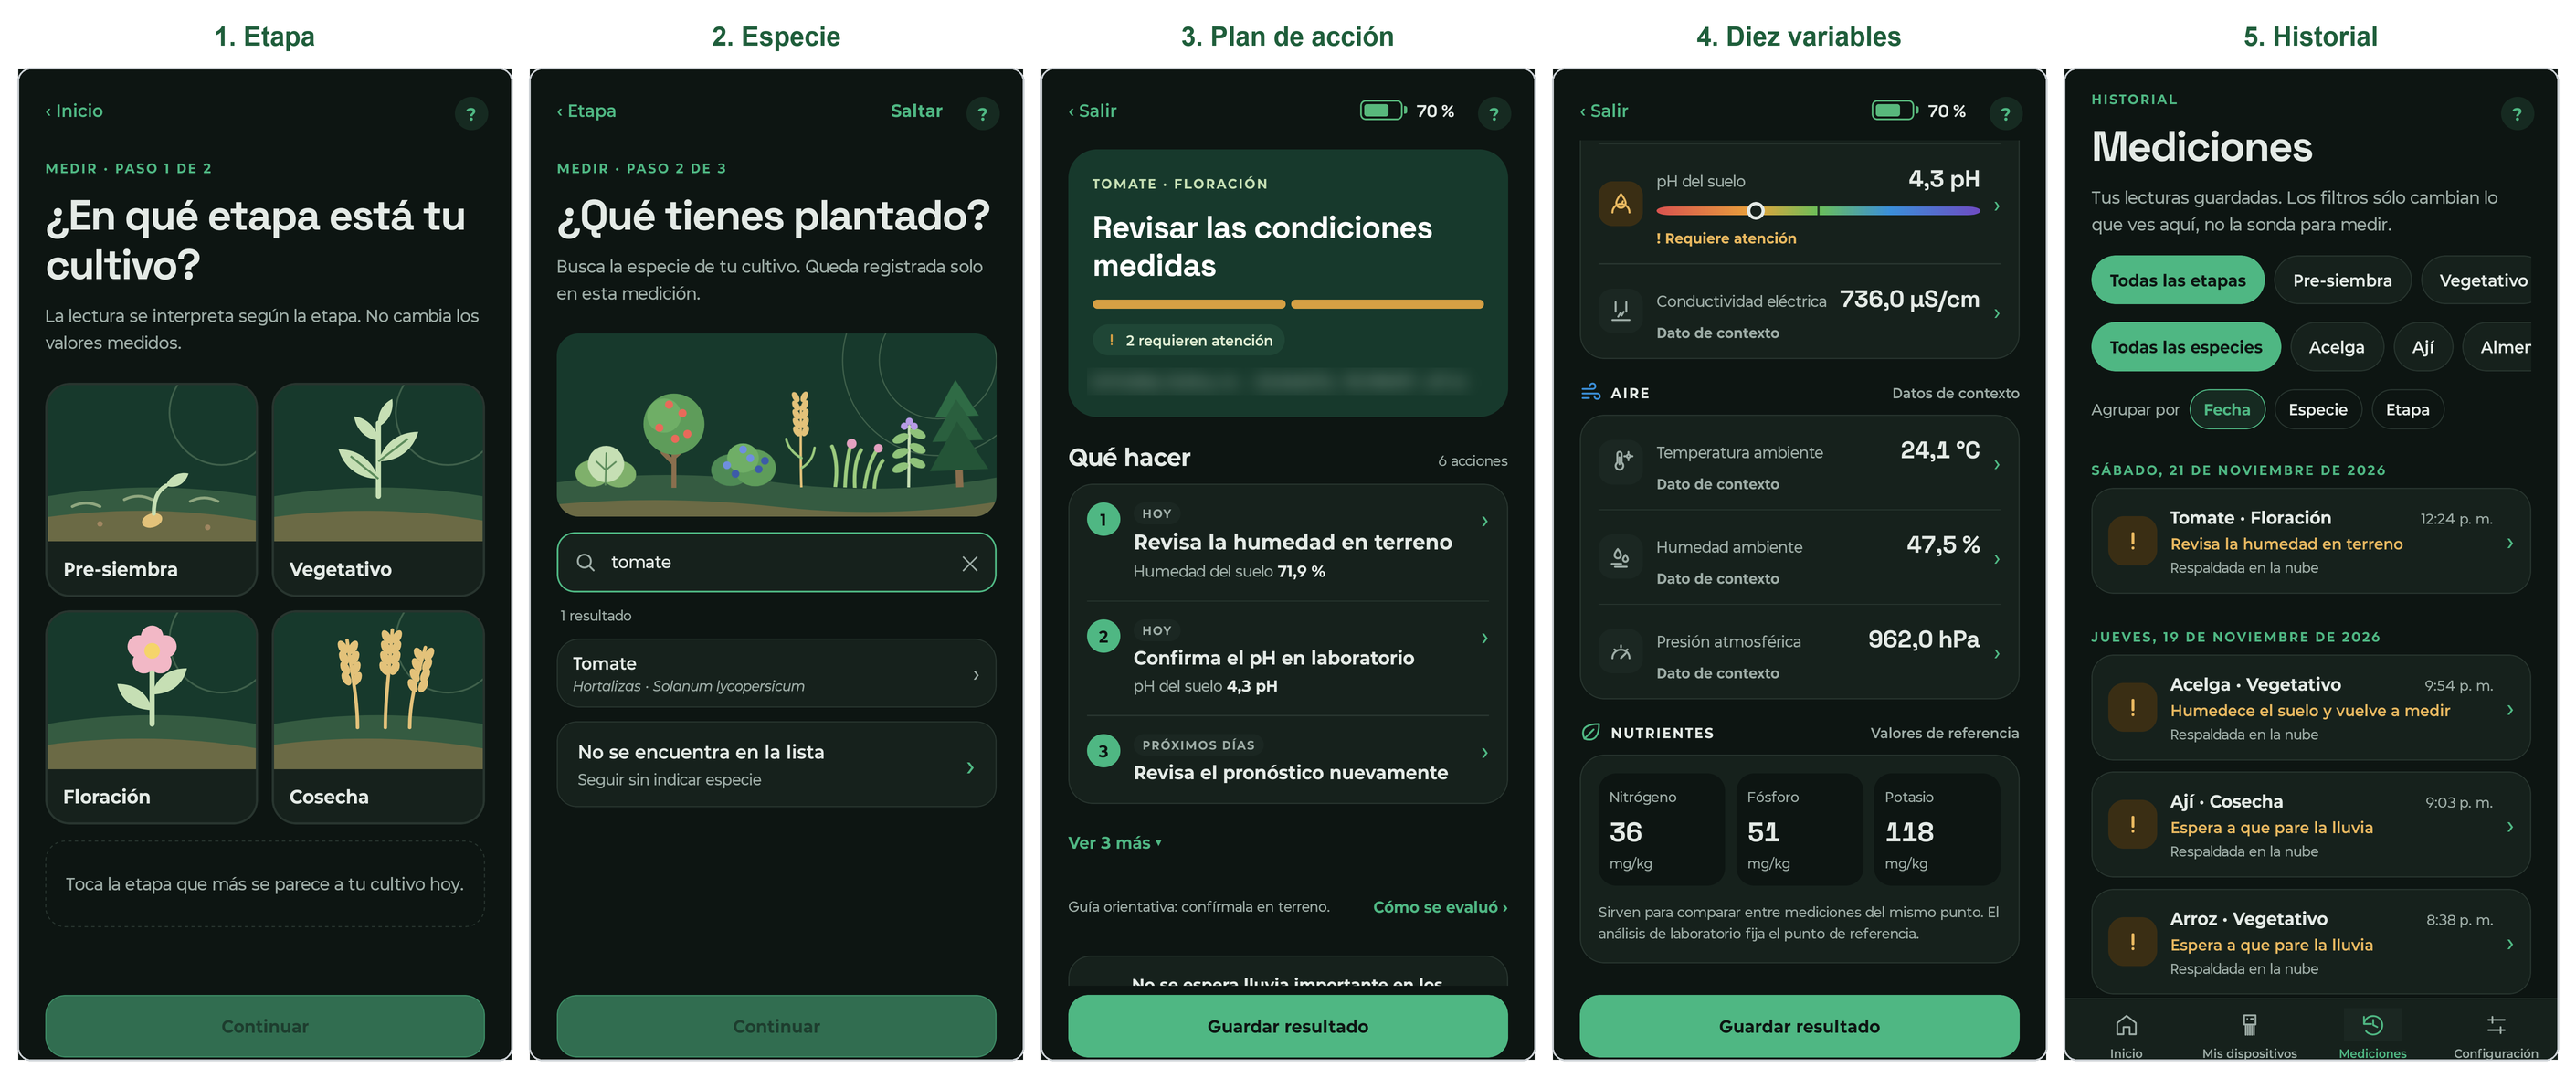 1. Etapa
‹ Inicio
?
MEDIR · PASO 1 DE 2
¿En qué etapa está tu
cultivo?
La lectura se interpreta según la etapa. No cambia los
valores medidos.
Pre-siembra
Vegetativo
Floración
Cosecha
Toca la etapa que más se parece a tu cultivo hoy.
Continuar
2. Especie
‹ Etapa
Saltar
?
MEDIR · PASO 2 DE 3
¿Qué tienes plantado?
Busca la especie de tu cultivo. Queda registrada solo
en esta medición.
tomate
1 resultado
Tomate
Hortalizas · Solanum lycopersicum
No se encuentra en la lista
Seguir sin indicar especie
Continuar
3. Plan de acción
‹ Salir
70 %
?
TOMATE · FLORACIÓN
Revisar las condiciones
medidas
! 2 requieren atención
Qué hacer
6 acciones
1
HOY
Revisa la humedad en terreno
Humedad del suelo 71,9 %
2
HOY
Confirma el pH en laboratorio
pH del suelo 4,3 pH
3
PRÓXIMOS DÍAS
Revisa el pronóstico nuevamente
Ver 3 más ▾
Guía orientativa: confírmala en terreno.
Cómo se evaluó ›
No se espera lluvia importante en los
Guardar resultado
4. Diez variables
‹ Salir
70 %
?
pH del suelo
4,3 pH
! Requiere atención
Conductividad eléctrica
736,0 µS/cm
Dato de contexto
AIRE
Datos de contexto
Temperatura ambiente
24,1 °C
Dato de contexto
Humedad ambiente
47,5 %
Dato de contexto
Presión atmosférica
962,0 hPa
Dato de contexto
NUTRIENTES
Valores de referencia
Nitrógeno
36
mg/kg
Fósforo
51
mg/kg
Potasio
118
mg/kg
Sirven para comparar entre mediciones del mismo punto. El
análisis de laboratorio fija el punto de referencia.
Guardar resultado
5. Historial
HISTORIAL
?
Mediciones
Tus lecturas guardadas. Los filtros sólo cambian lo
que ves aquí, no la sonda para medir.
Todas las etapas
Pre-siembra
Vegetativo
Todas las especies
Acelga
Ají
Almer
Agrupar por
Fecha
Especie
Etapa
SÁBADO, 21 DE NOVIEMBRE DE 2026
Tomate · Floración
12:24 p. m.
!
Revisa la humedad en terreno
Respaldada en la nube
JUEVES, 19 DE NOVIEMBRE DE 2026
Acelga · Vegetativo
9:54 p. m.
!
Humedece el suelo y vuelve a medir
Respaldada en la nube
Ají · Cosecha
9:03 p. m.
!
Espera a que pare la lluvia
Respaldada en la nube
Arroz · Vegetativo
8:38 p. m.
!
Espera a que pare la lluvia
Respaldada en la nube
Inicio
Mis dispositivos
Mediciones
Configuración